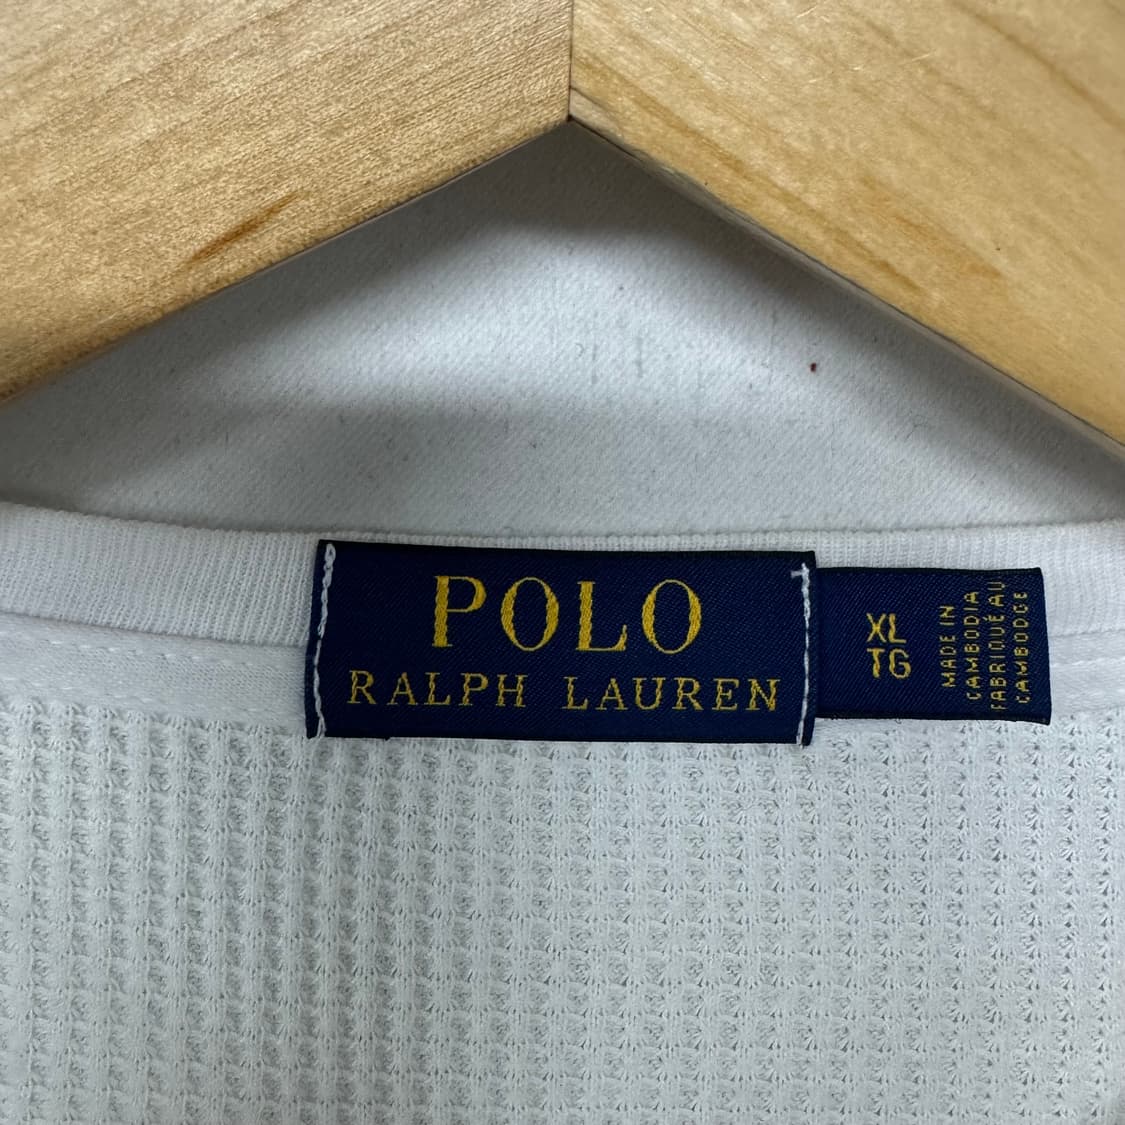 POLO
RALPH LAUREN
XL
TG
MADE IN
CAMBODIA
FABRIQUÉ AU
CAMBODGE